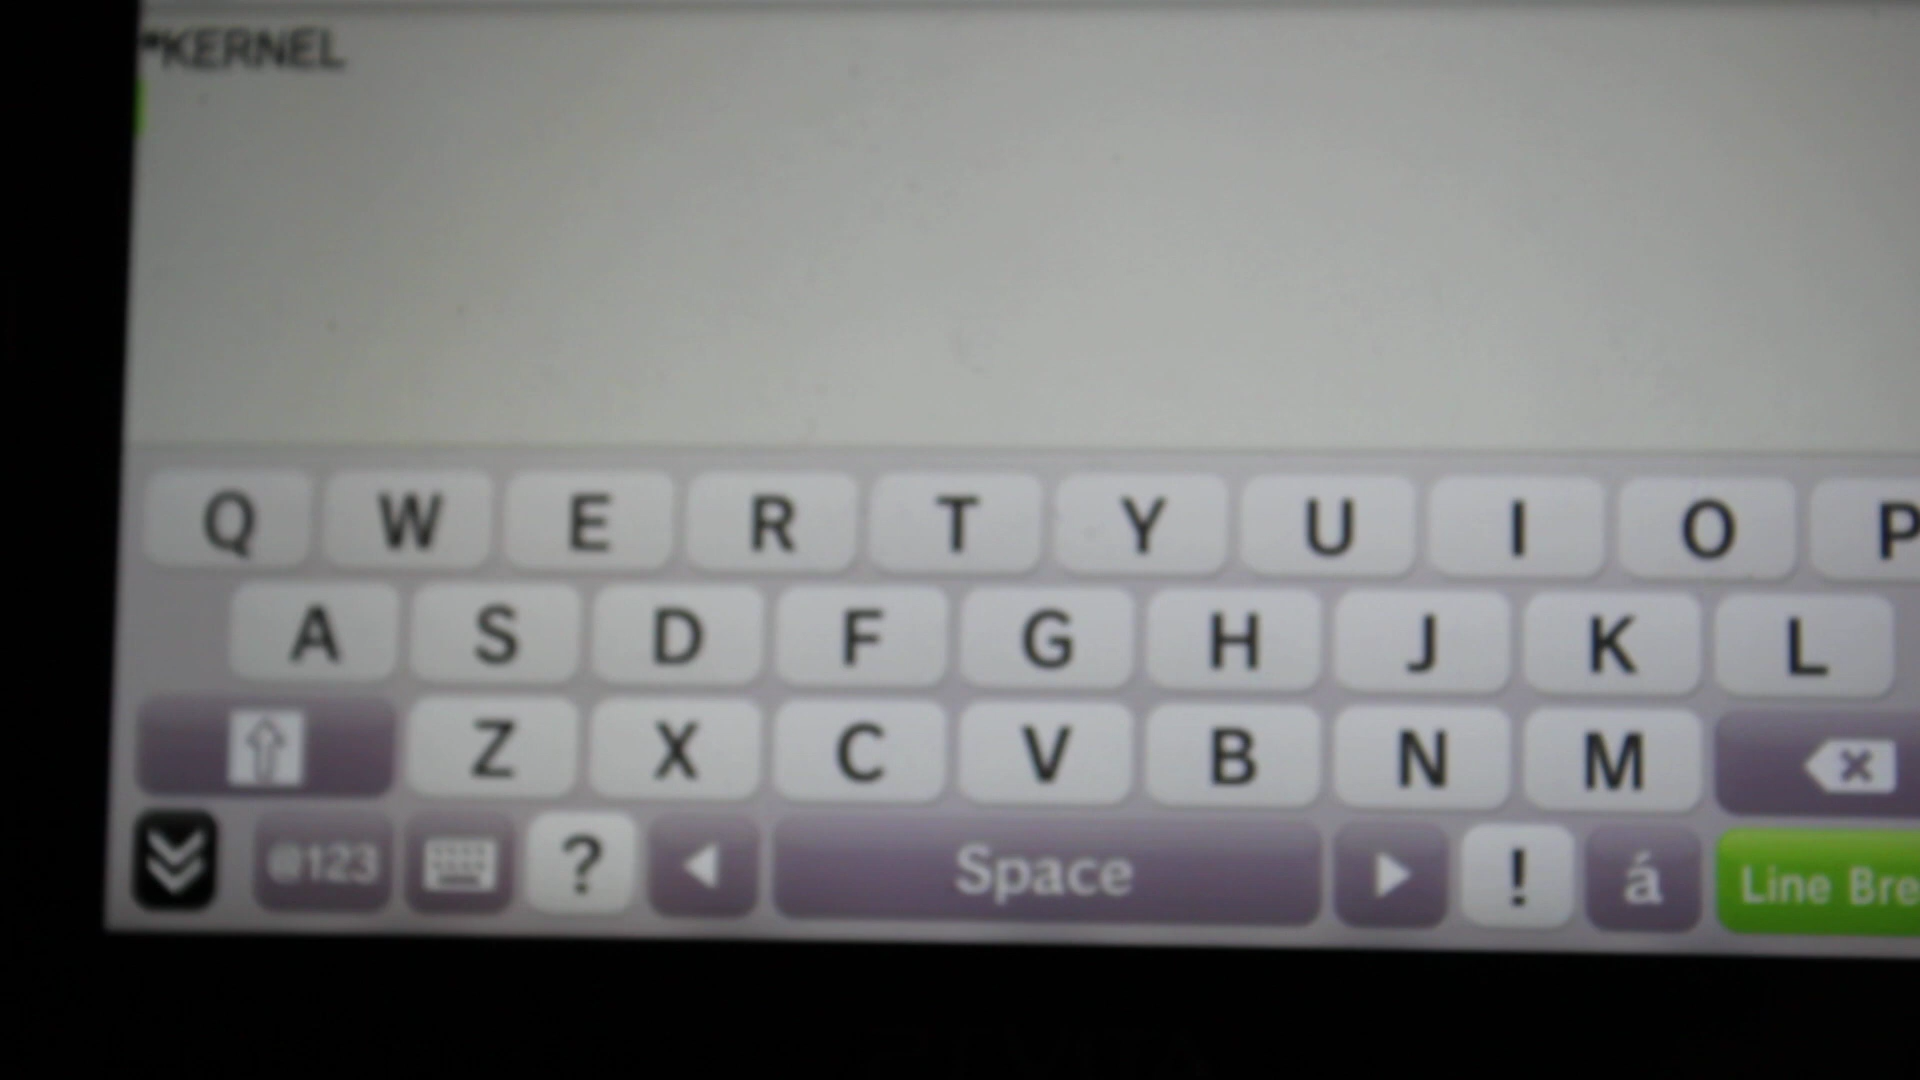 *KERNEL
Q W E R T Y U I O P
A S D F G H J K L
Z X C V B N M
@123 ? Space ! á Line Bre